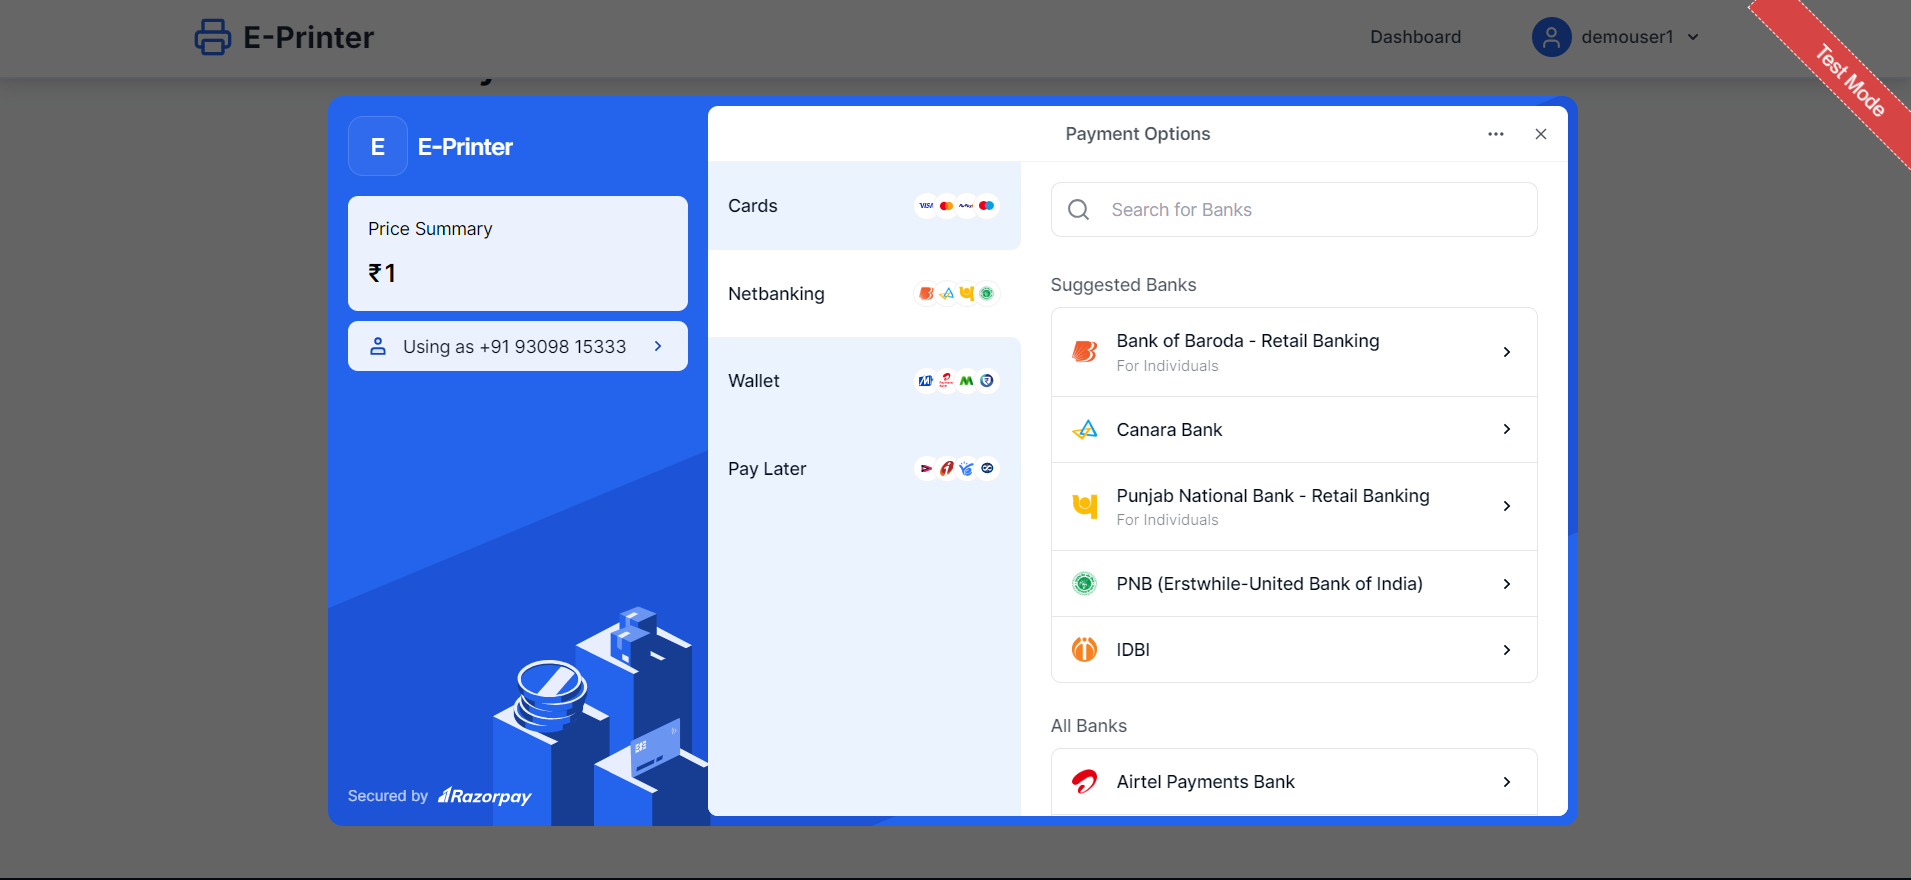 E-Printer
Dashboard
demouser1
Test Mode
E
E-Printer
Price Summary
₹1
Using as +91 93098 15333
Secured by Razorpay
Payment Options
Cards
VISA
Netbanking
Wallet
Pay Later
Search for Banks
Suggested Banks
Bank of Baroda - Retail Banking
For Individuals
Canara Bank
Punjab National Bank - Retail Banking
For Individuals
PNB (Erstwhile-United Bank of India)
IDBI
All Banks
Airtel Payments Bank